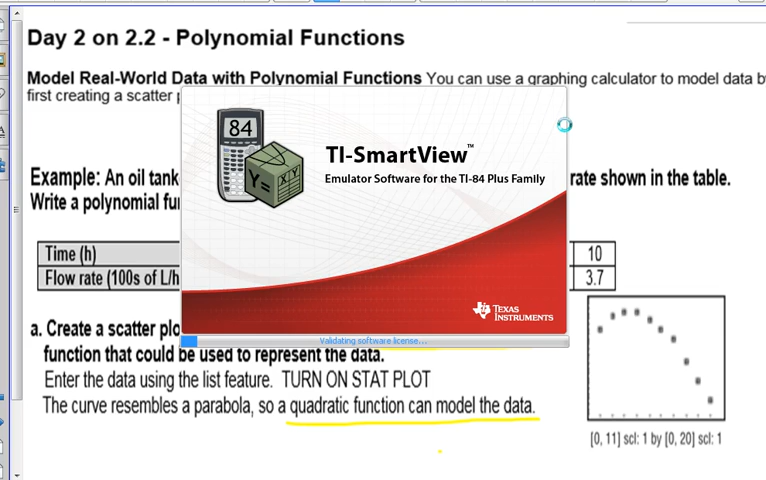 Day 2 on 2.2 - Polynomial Functions
Model Real-World Data with Polynomial Functions You can use a graphing calculator to model data by
first creating a scatter
84
Y=
X Y
TI-SmartView™
Emulator Software for the TI-84 Plus Family
Example: An oil tank rate shown in the table.
Write a polynomial
Time (h) 10
Flow rate (100s of L/h 3.7
TEXAS
INSTRUMENTS
Validating software license...
a. Create a scatter
function that could be used to represent the data.
Enter the data using the list feature. TURN ON STAT PLOT
The curve resembles a parabola, so a quadratic function can model the data.
[0, 11] scl: 1 by [0, 20] scl: 1